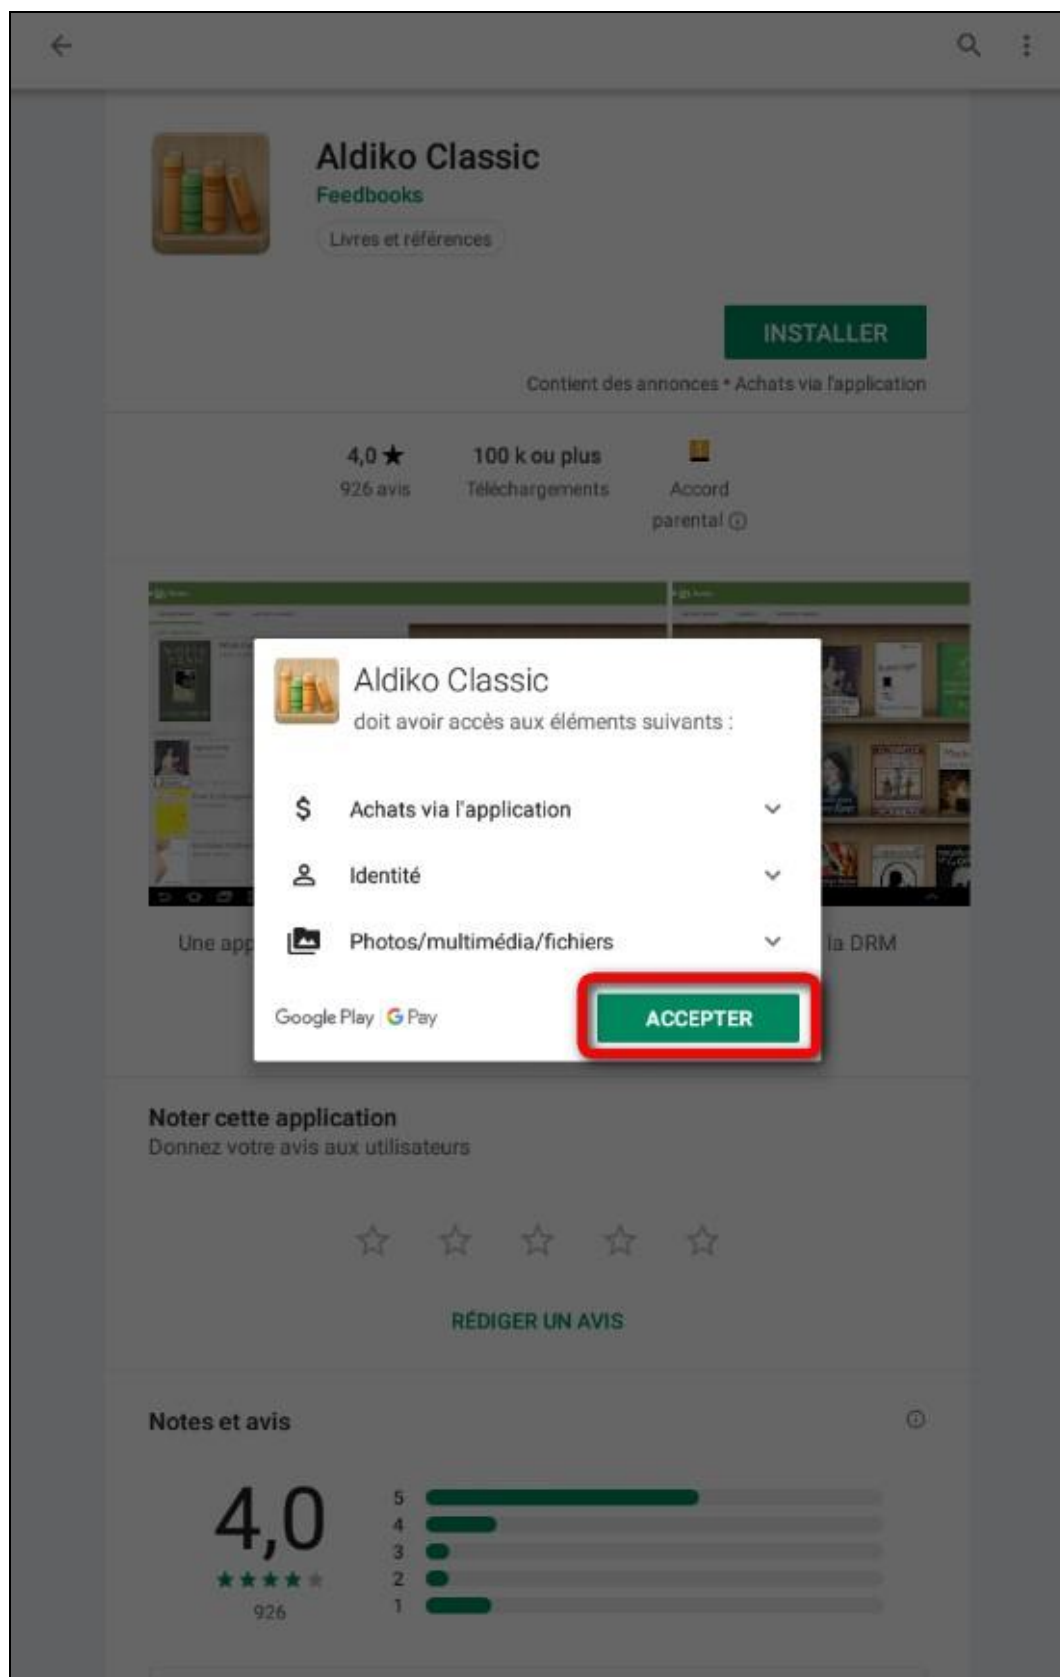 Aldiko Classic
Feedbooks
Livres et références
INSTALLER
Contient des annonces • Achats via l'application
4,0 ★ 100 k ou plus
926 avis Téléchargements Accord
parental
Aldiko Classic
doit avoir accès aux éléments suivants :
Achats via l'application
Identité
Photos/multimédia/fichiers
Une app la DRM
Google Play G Pay ACCEPTER
Noter cette application
Donnez votre avis aux utilisateurs
RÉDIGER UN AVIS
Notes et avis
4,0
5
4
3
2
1
926